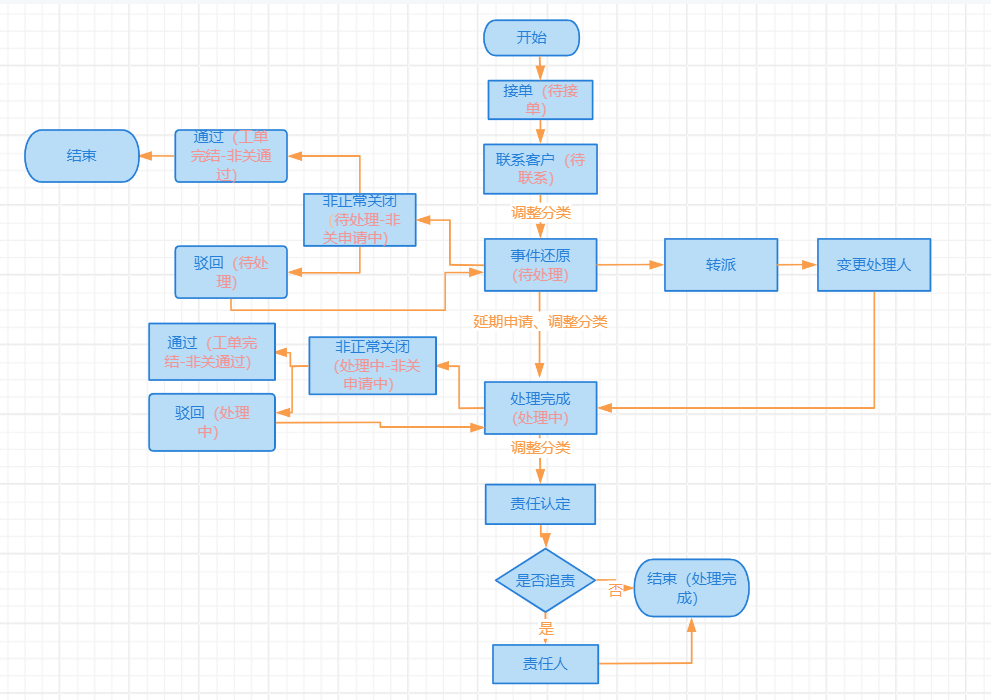 开始
接单（待接
单）
通过（工单
完结-非关通
过）
结束
联系客户（待
联系）
非正常关闭
（待处理-非
关申请中）
调整分类
驳回（待处
理）
事件还原
(待处理)
转派
变更处理人
延期申请、调整分类
通过（工单完
结-非关通过）
非正常关闭
（处理中-非关
申请中）
处理完成
(处理中)
驳回（处理
中）
调整分类
责任认定
是否追责
否
结束（处理完
成）
是
责任人